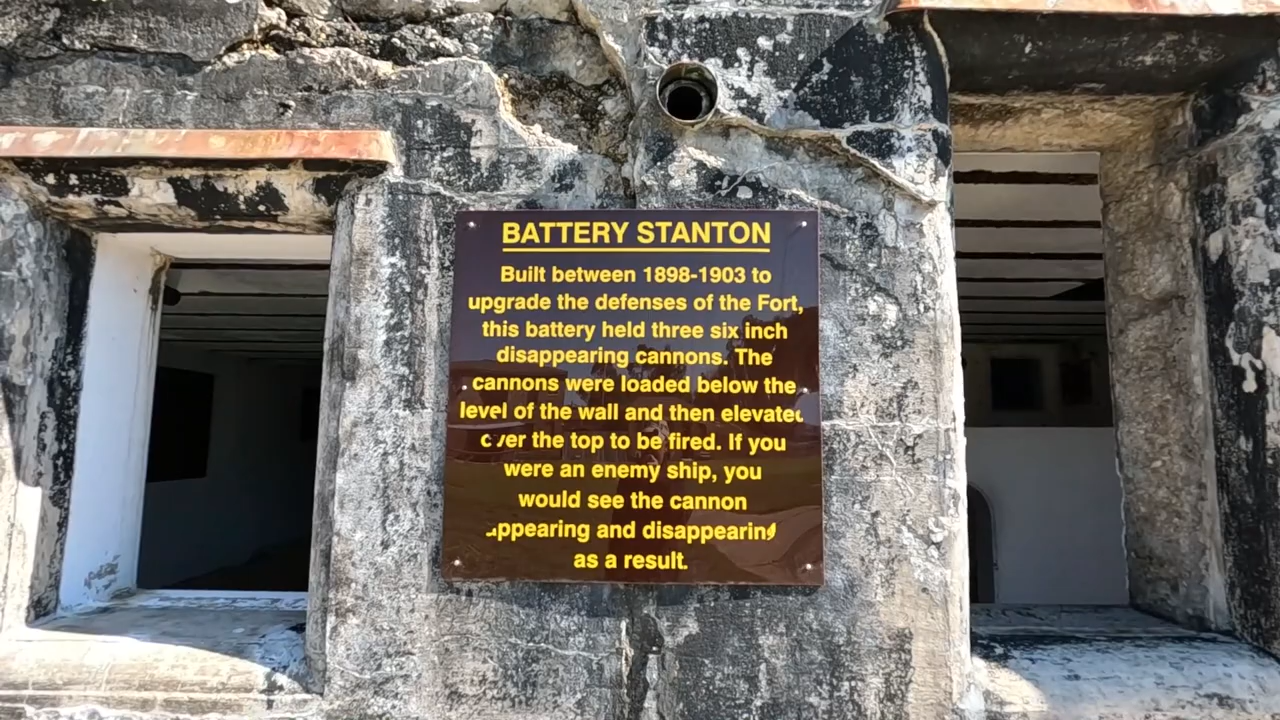 BATTERY STANTON
Built between 1898-1903 to
upgrade the defenses of the Fort,
this battery held three six inch
disappearing cannons. The
cannons were loaded below the
level of the wall and then elevated
over the top to be fired. If you
were an enemy ship, you
would see the cannon
appearing and disappearing
as a result.